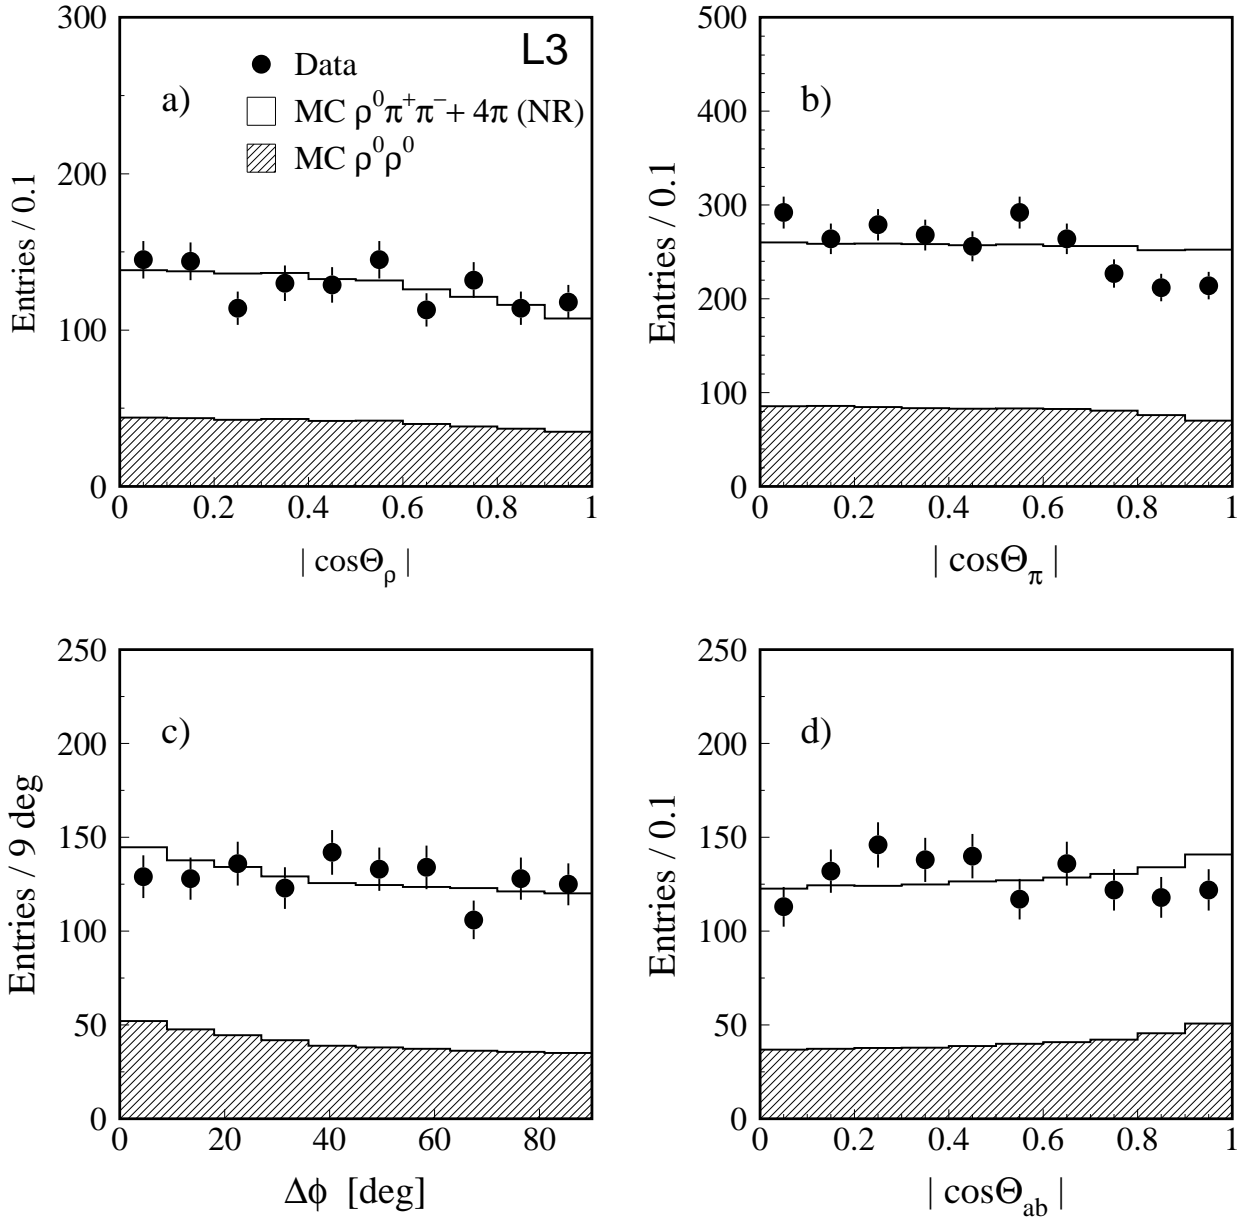 L3
a)
Data
MC ρ⁰π⁺π⁻ + 4π (NR)
MC ρ⁰ρ⁰
300
200
100
0
Entries / 0.1
0 0.2 0.4 0.6 0.8 1
| cosΘρ |
b)
500
400
300
200
100
0
Entries / 0.1
0 0.2 0.4 0.6 0.8 1
| cosΘπ |
c)
250
200
150
100
50
0
Entries / 9 deg
0 20 40 60 80
Δϕ [deg]
d)
250
200
150
100
50
0
Entries / 0.1
0 0.2 0.4 0.6 0.8 1
| cosΘab |